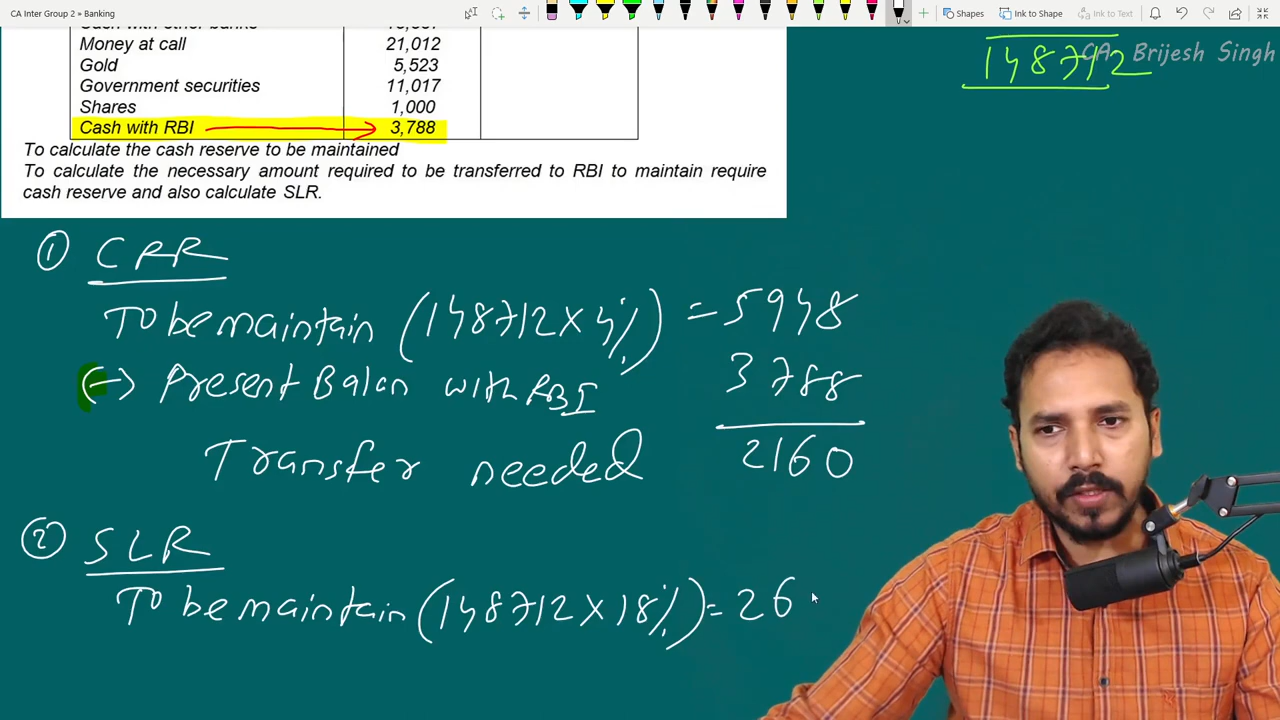 CA Inter Group 2 » Banking
Shapes Ink to Shape Ink to Text
148712
CA Brijesh Singh
Money at call 21,012
Gold 5,523
Government securities 11,017
Shares 1,000
Cash with RBI 3,788
To calculate the cash reserve to be maintained
To calculate the necessary amount required to be transferred to RBI to maintain require
cash reserve and also calculate SLR.
① CRR
To be maintain (148712 X 4%) = 5948
(-) Present Balan with RBI 3788
Transfer needed 2160
② SLR
To be maintain (148712 X 18%) = 26